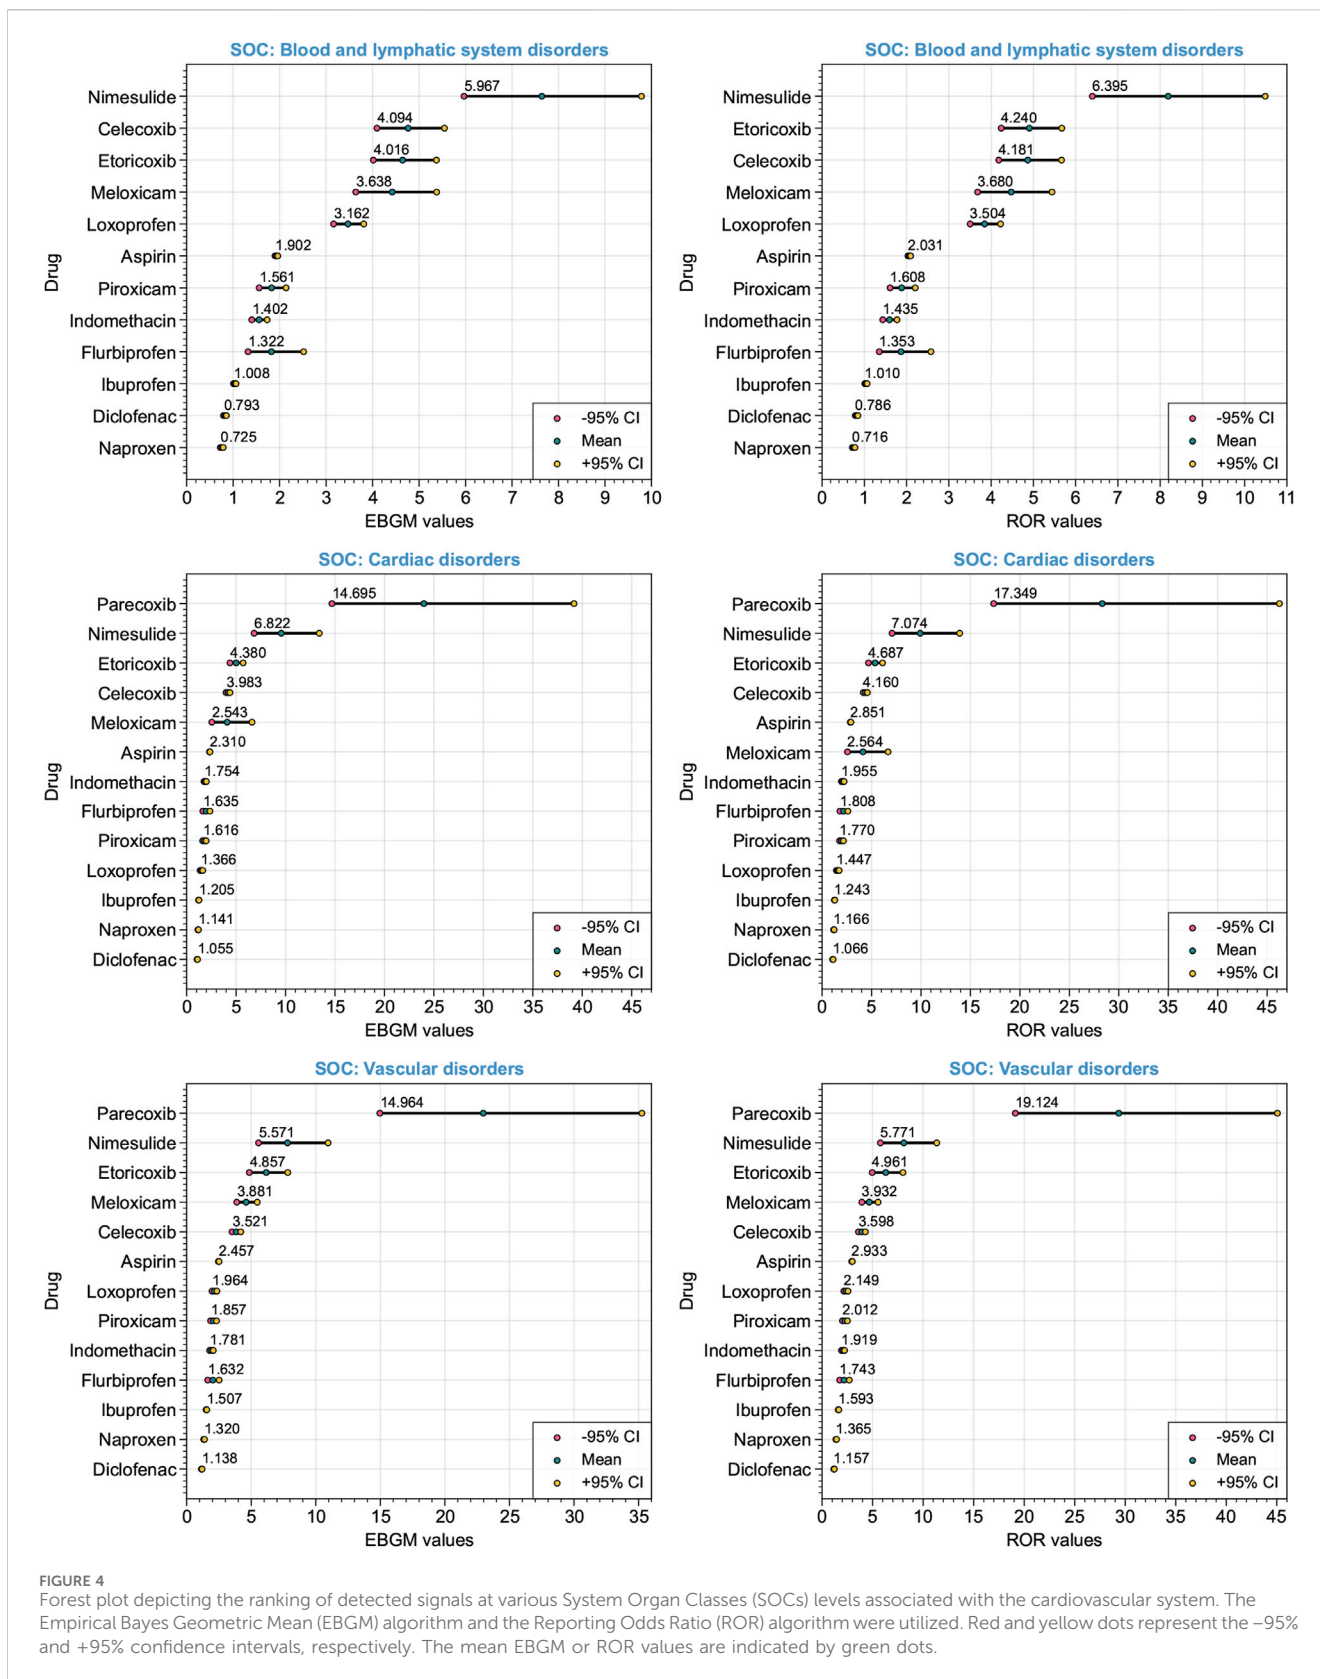 SOC: Blood and lymphatic system disorders
Drug
Nimesulide 5.967
Celecoxib 4.094
Etoricoxib 4.016
Meloxicam 3.638
Loxoprofen 3.162
Aspirin 1.902
Piroxicam 1.561
Indomethacin 1.402
Flurbiprofen 1.322
Ibuprofen 1.008
Diclofenac 0.793
Naproxen 0.725
-95% CI
Mean
+95% CI
0 1 2 3 4 5 6 7 8 9 10
EBGM values
SOC: Blood and lymphatic system disorders
Drug
Nimesulide 6.395
Etoricoxib 4.240
Celecoxib 4.181
Meloxicam 3.680
Loxoprofen 3.504
Aspirin 2.031
Piroxicam 1.608
Indomethacin 1.435
Flurbiprofen 1.353
Ibuprofen 1.010
Diclofenac 0.786
Naproxen 0.716
-95% CI
Mean
+95% CI
0 1 2 3 4 5 6 7 8 9 10 11
ROR values
SOC: Cardiac disorders
Drug
Parecoxib 14.695
Nimesulide 6.822
Etoricoxib 4.380
Celecoxib 3.983
Meloxicam 2.543
Aspirin 2.310
Indomethacin 1.754
Flurbiprofen 1.635
Piroxicam 1.616
Loxoprofen 1.366
Ibuprofen 1.205
Naproxen 1.141
Diclofenac 1.055
-95% CI
Mean
+95% CI
0 5 10 15 20 25 30 35 40 45
EBGM values
SOC: Cardiac disorders
Drug
Parecoxib 17.349
Nimesulide 7.074
Etoricoxib 4.687
Celecoxib 4.160
Aspirin 2.851
Meloxicam 2.564
Indomethacin 1.955
Flurbiprofen 1.808
Piroxicam 1.770
Loxoprofen 1.447
Ibuprofen 1.243
Naproxen 1.166
Diclofenac 1.066
-95% CI
Mean
+95% CI
0 5 10 15 20 25 30 35 40 45
ROR values
SOC: Vascular disorders
Drug
Parecoxib 14.964
Nimesulide 5.571
Etoricoxib 4.857
Meloxicam 3.881
Celecoxib 3.521
Aspirin 2.457
Loxoprofen 1.964
Piroxicam 1.857
Indomethacin 1.781
Flurbiprofen 1.632
Ibuprofen 1.507
Naproxen 1.320
Diclofenac 1.138
-95% CI
Mean
+95% CI
0 5 10 15 20 25 30 35
EBGM values
SOC: Vascular disorders
Drug
Parecoxib 19.124
Nimesulide 5.771
Etoricoxib 4.961
Meloxicam 3.932
Celecoxib 3.598
Aspirin 2.933
Loxoprofen 2.149
Piroxicam 2.012
Indomethacin 1.919
Flurbiprofen 1.743
Ibuprofen 1.593
Naproxen 1.365
Diclofenac 1.157
-95% CI
Mean
+95% CI
0 5 10 15 20 25 30 35 40 45
ROR values
FIGURE 4
Forest plot depicting the ranking of detected signals at various System Organ Classes (SOCs) levels associated with the cardiovascular system. The
Empirical Bayes Geometric Mean (EBGM) algorithm and the Reporting Odds Ratio (ROR) algorithm were utilized. Red and yellow dots represent the −95%
and +95% confidence intervals, respectively. The mean EBGM or ROR values are indicated by green dots.